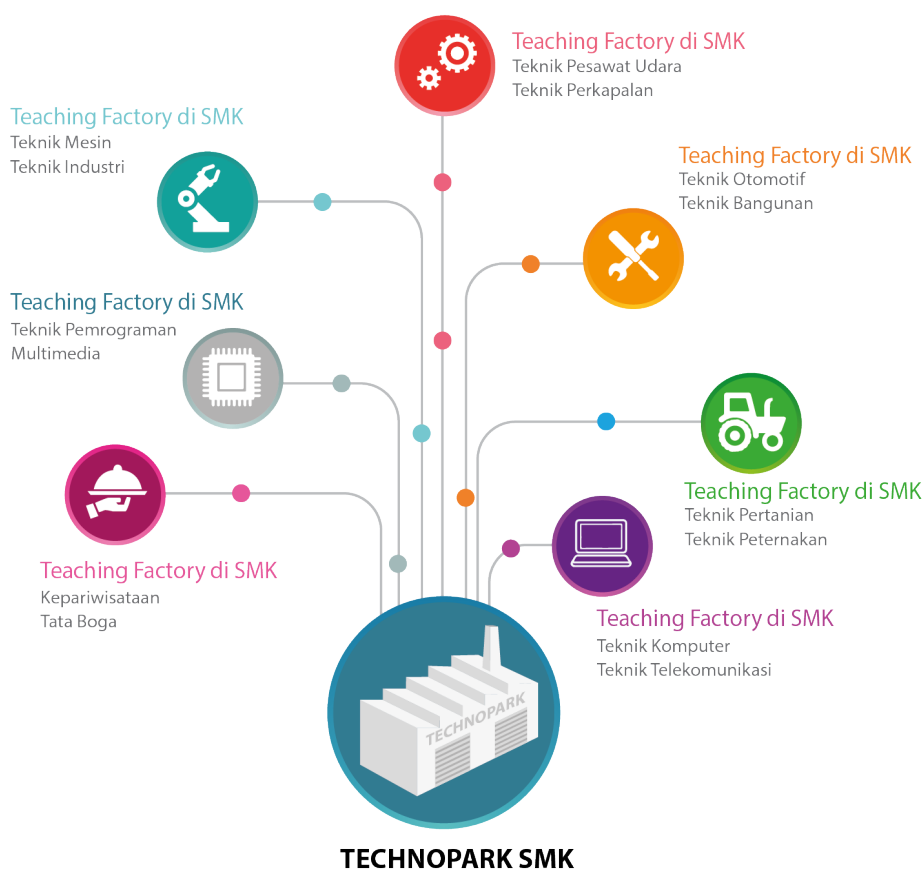 Teaching Factory di SMK
Teknik Pesawat Udara
Teknik Perkapalan
Teaching Factory di SMK
Teknik Mesin
Teknik Industri
Teaching Factory di SMK
Teknik Otomotif
Teknik Bangunan
Teaching Factory di SMK
Teknik Pemrograman
Multimedia
Teaching Factory di SMK
Teknik Pertanian
Teknik Peternakan
Teaching Factory di SMK
Kepariwisataan
Tata Boga
Teaching Factory di SMK
Teknik Komputer
Teknik Telekomunikasi
TECHNOPARK
TECHNOPARK SMK